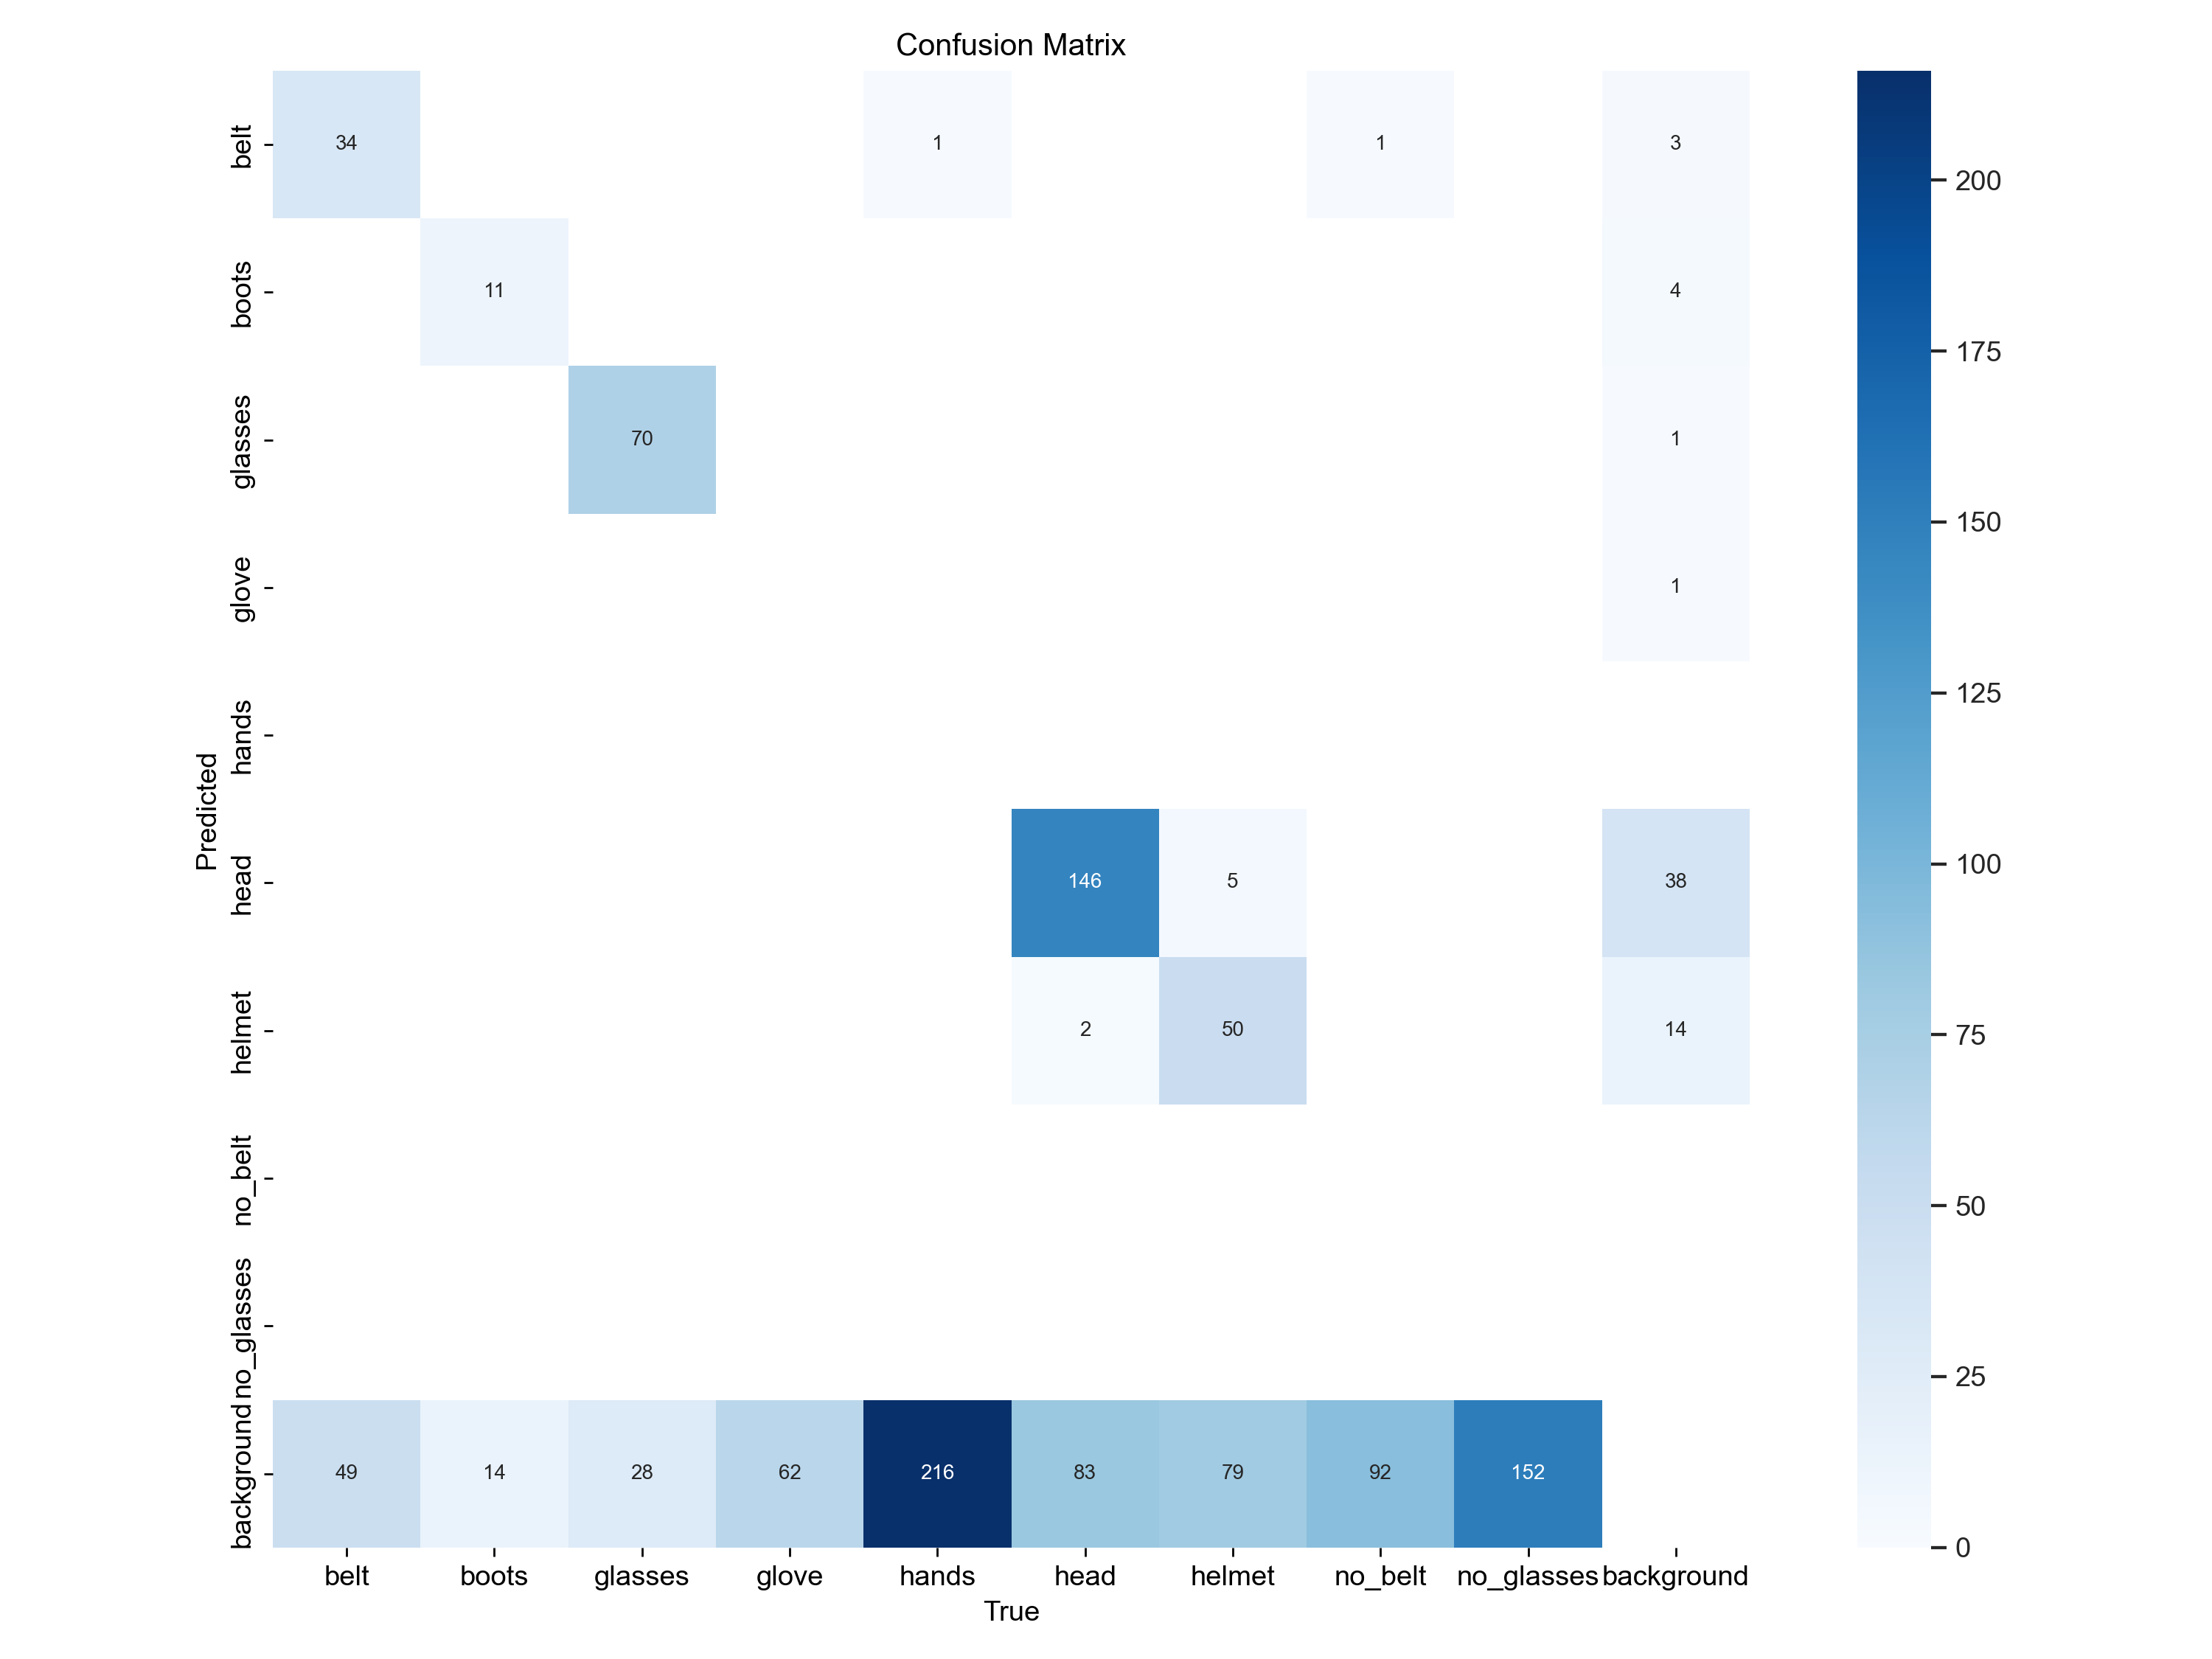 Confusion Matrix
belt
34
1
1
3
boots
11
4
glasses
70
1
glove
1
hands
head
146
5
38
helmet
2
50
14
no_belt
no_glasses
background
49
14
28
62
216
83
79
92
152
belt
boots
glasses
glove
hands
head
helmet
no_belt
no_glasses
background
True
Predicted
200
175
150
125
100
75
50
25
0